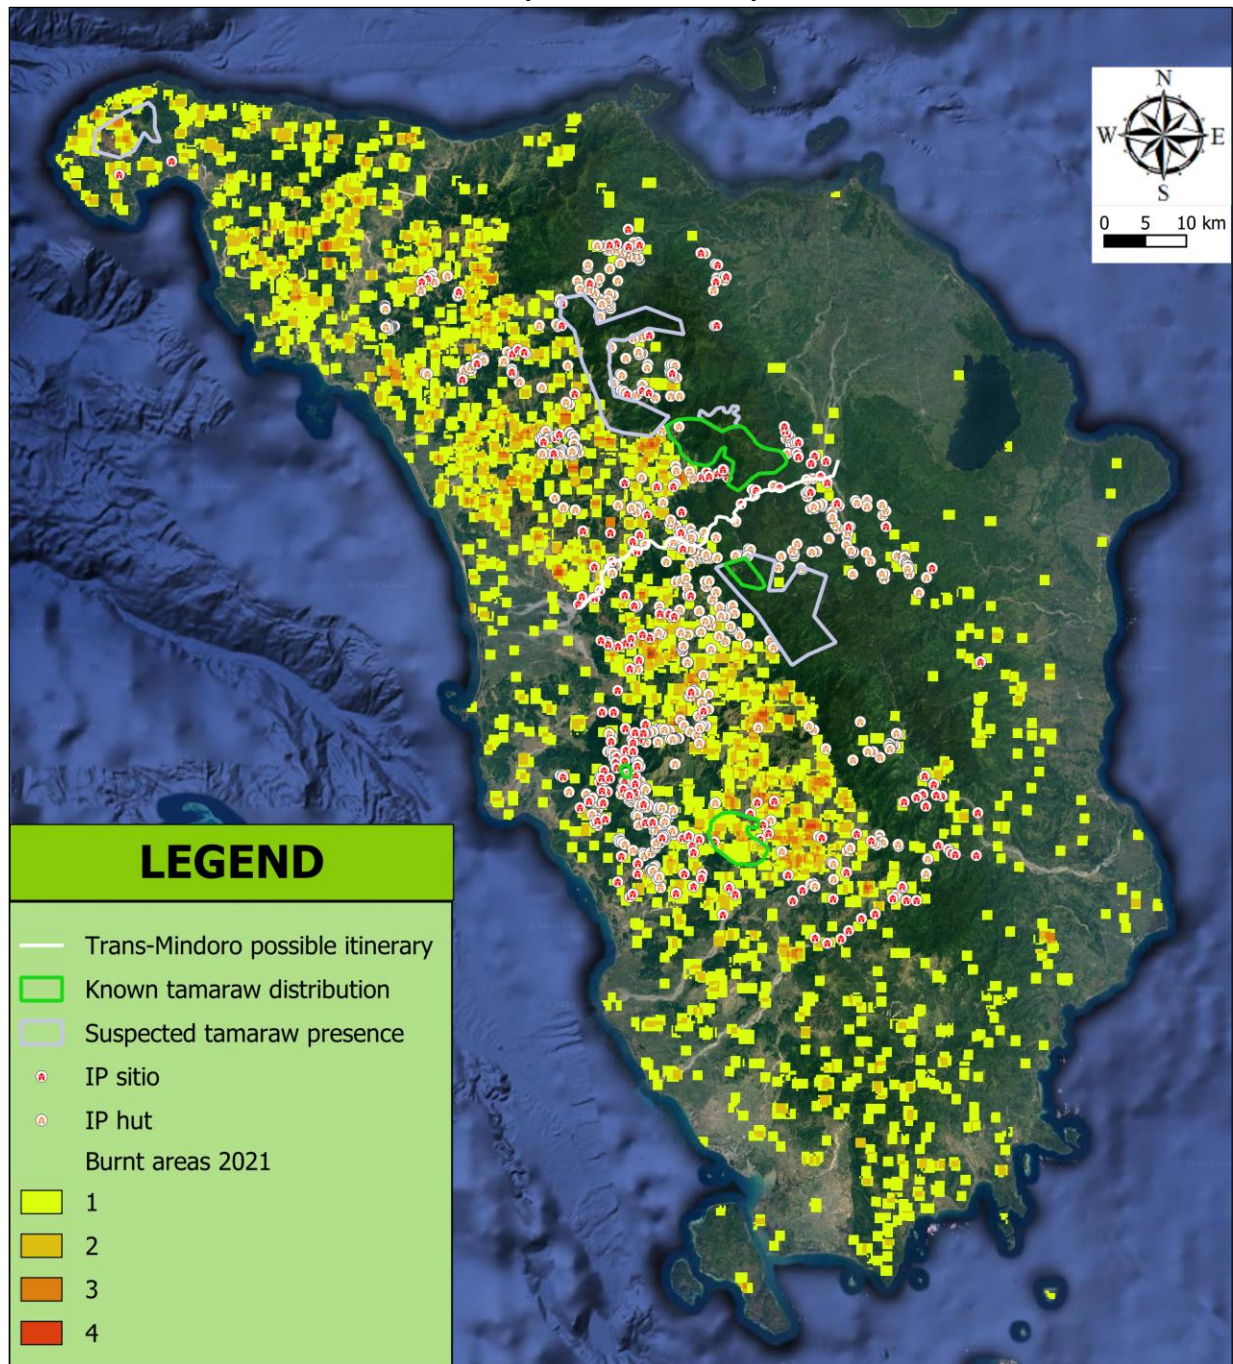 N
W E
S
0 5 10 km
LEGEND
Trans-Mindoro possible itinerary
Known tamaraw distribution
Suspected tamaraw presence
IP sitio
IP hut
Burnt areas 2021
1
2
3
4